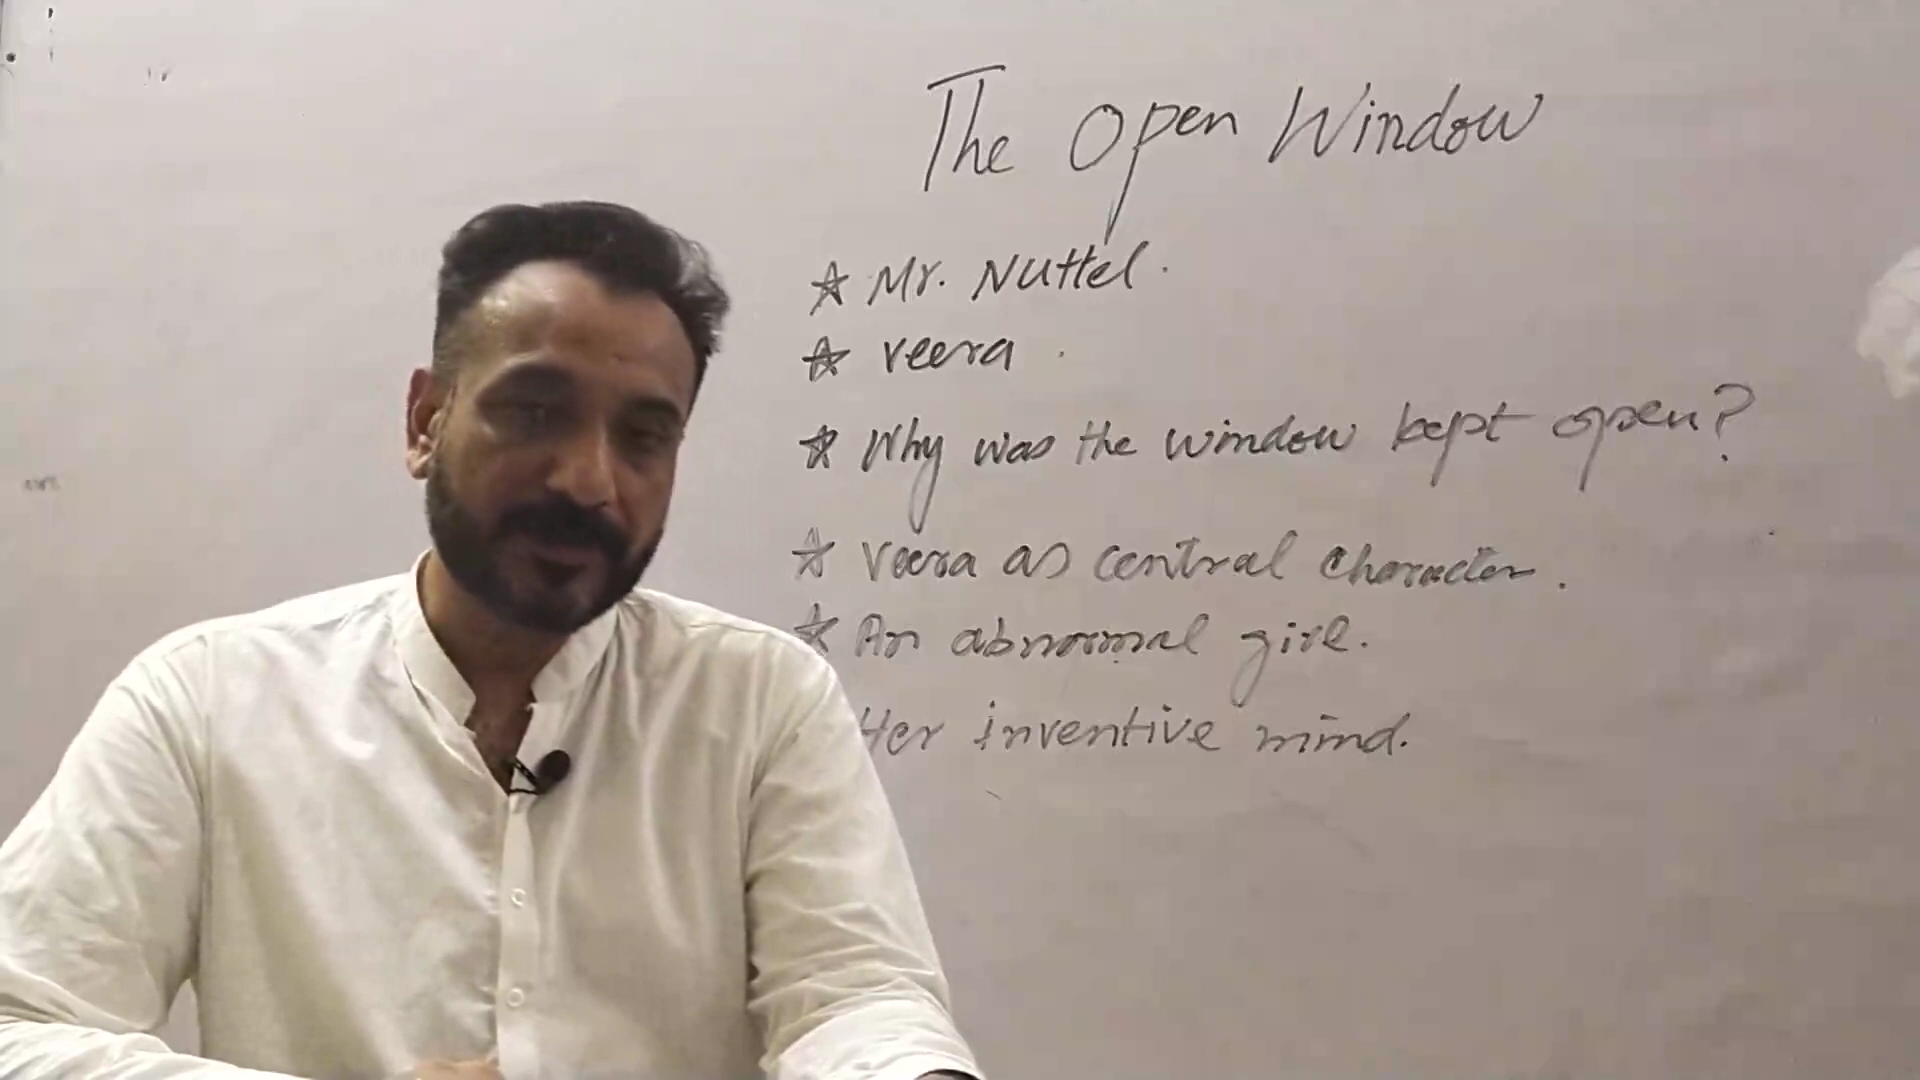 The Open Window
☆ Mr. Nuttel.
☆ Veera.
☆ Why was the window kept open?
☆ Veera as central character.
☆ An abnormal girl.
Her inventive mind.